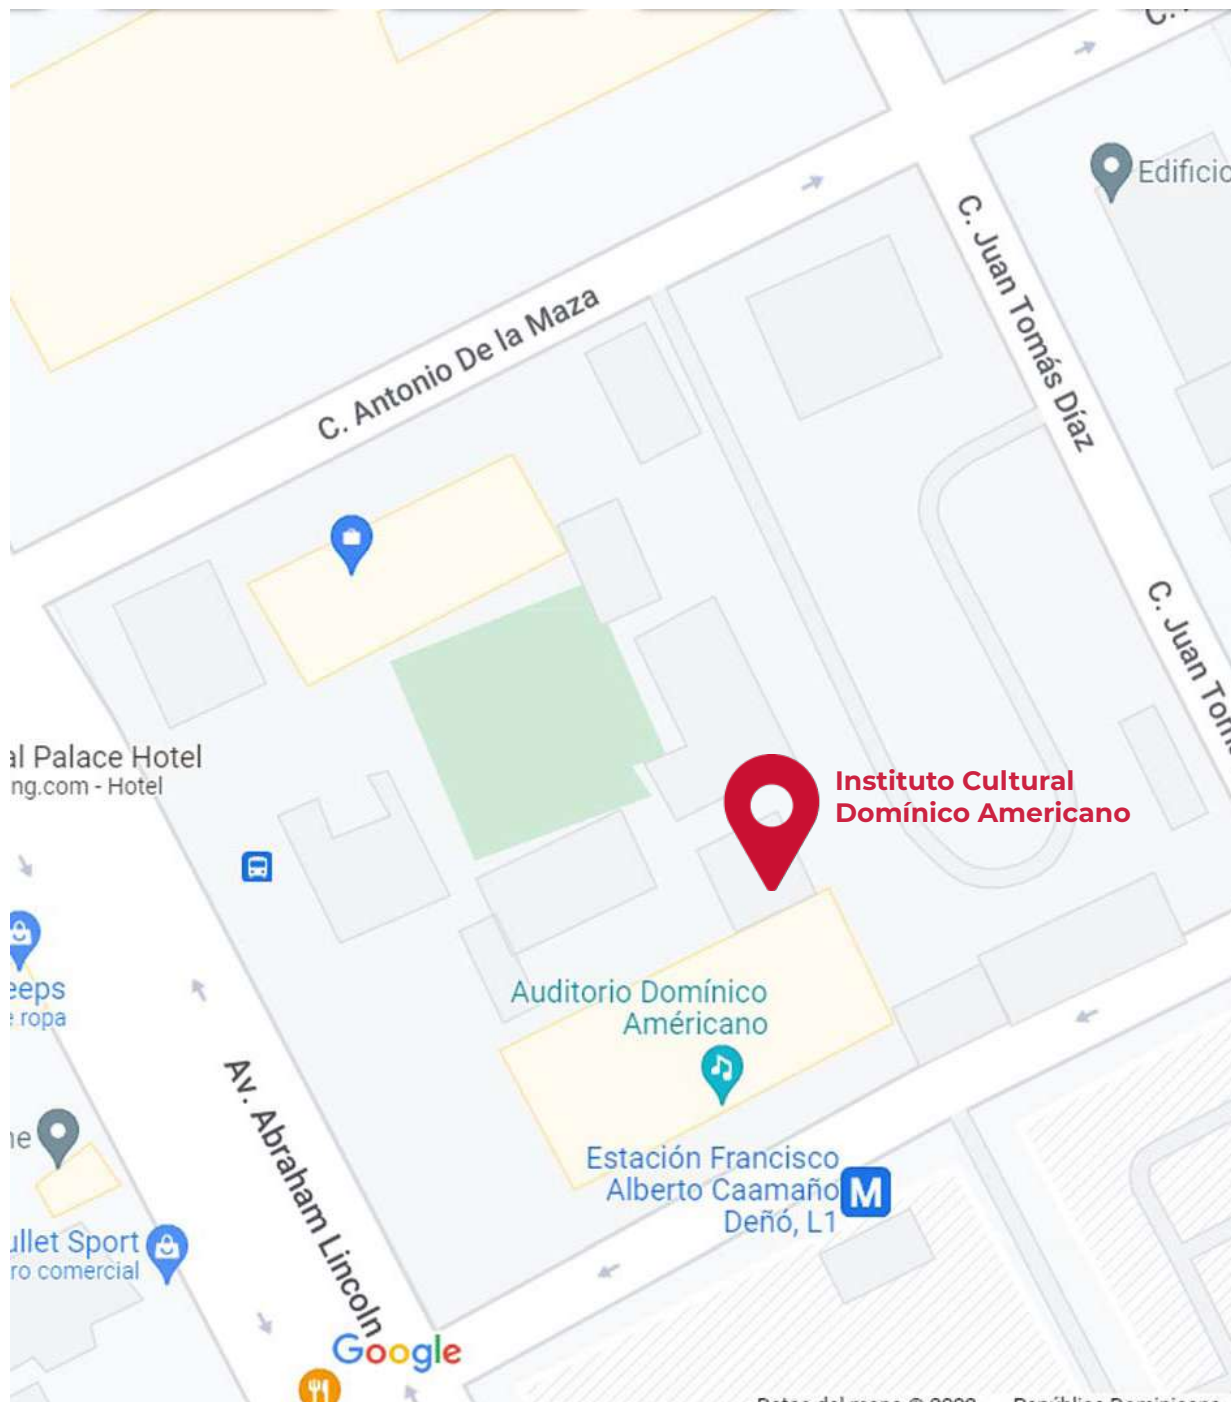 C.
Edificio
C. Antonio De la Maza
C. Juan Tomás Díaz
C. Juan Tomá
al Palace Hotel
ng.com - Hotel
Instituto Cultural
Domínico Americano
eeps
ropa
Auditorio Domínico
Américano
Av. Abraham Lincoln
ne
Estación Francisco
Alberto Caamaño
Deñó, L1
M
ullet Sport
ro comercial
Google